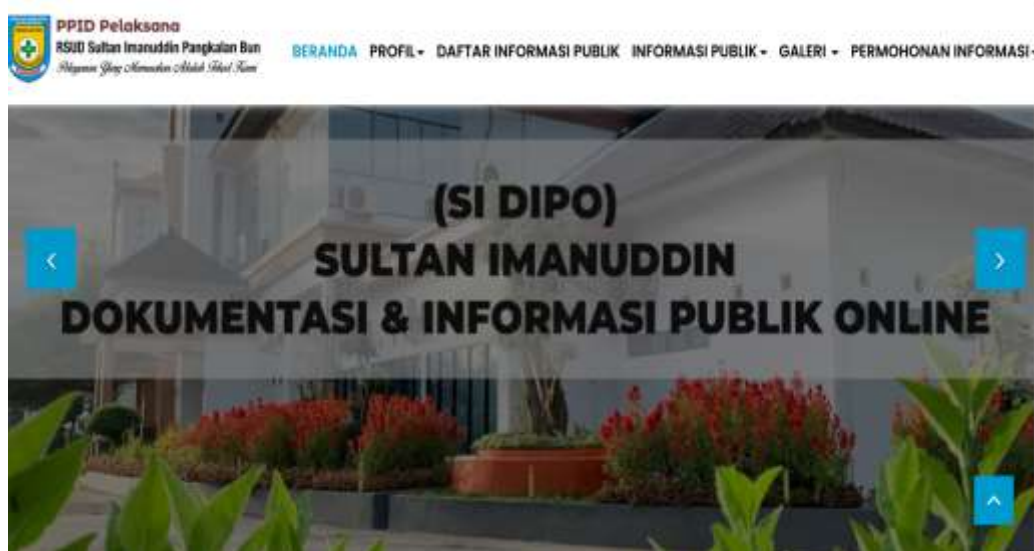 PPID Pelaksana
RSUD Sultan Imanuddin Pangkalan Bun
BERANDA PROFIL DAFTAR INFORMASI PUBLIK INFORMASI PUBLIK GALERI PERMOHONAN INFORMASI
(SI DIPO)
SULTAN IMANUDDIN
DOKUMENTASI & INFORMASI PUBLIK ONLINE